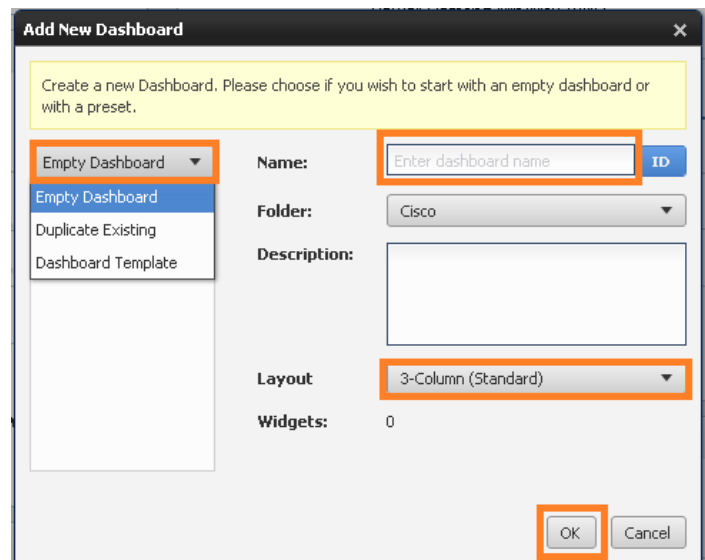 Add New Dashboard
Create a new Dashboard. Please choose if you wish to start with an empty dashboard or
with a preset.
Empty Dashboard
Empty Dashboard
Duplicate Existing
Dashboard Template
Name:
Enter dashboard name
ID
Folder:
Cisco
Description:
Layout
3-Column (Standard)
Widgets:
0
OK
Cancel